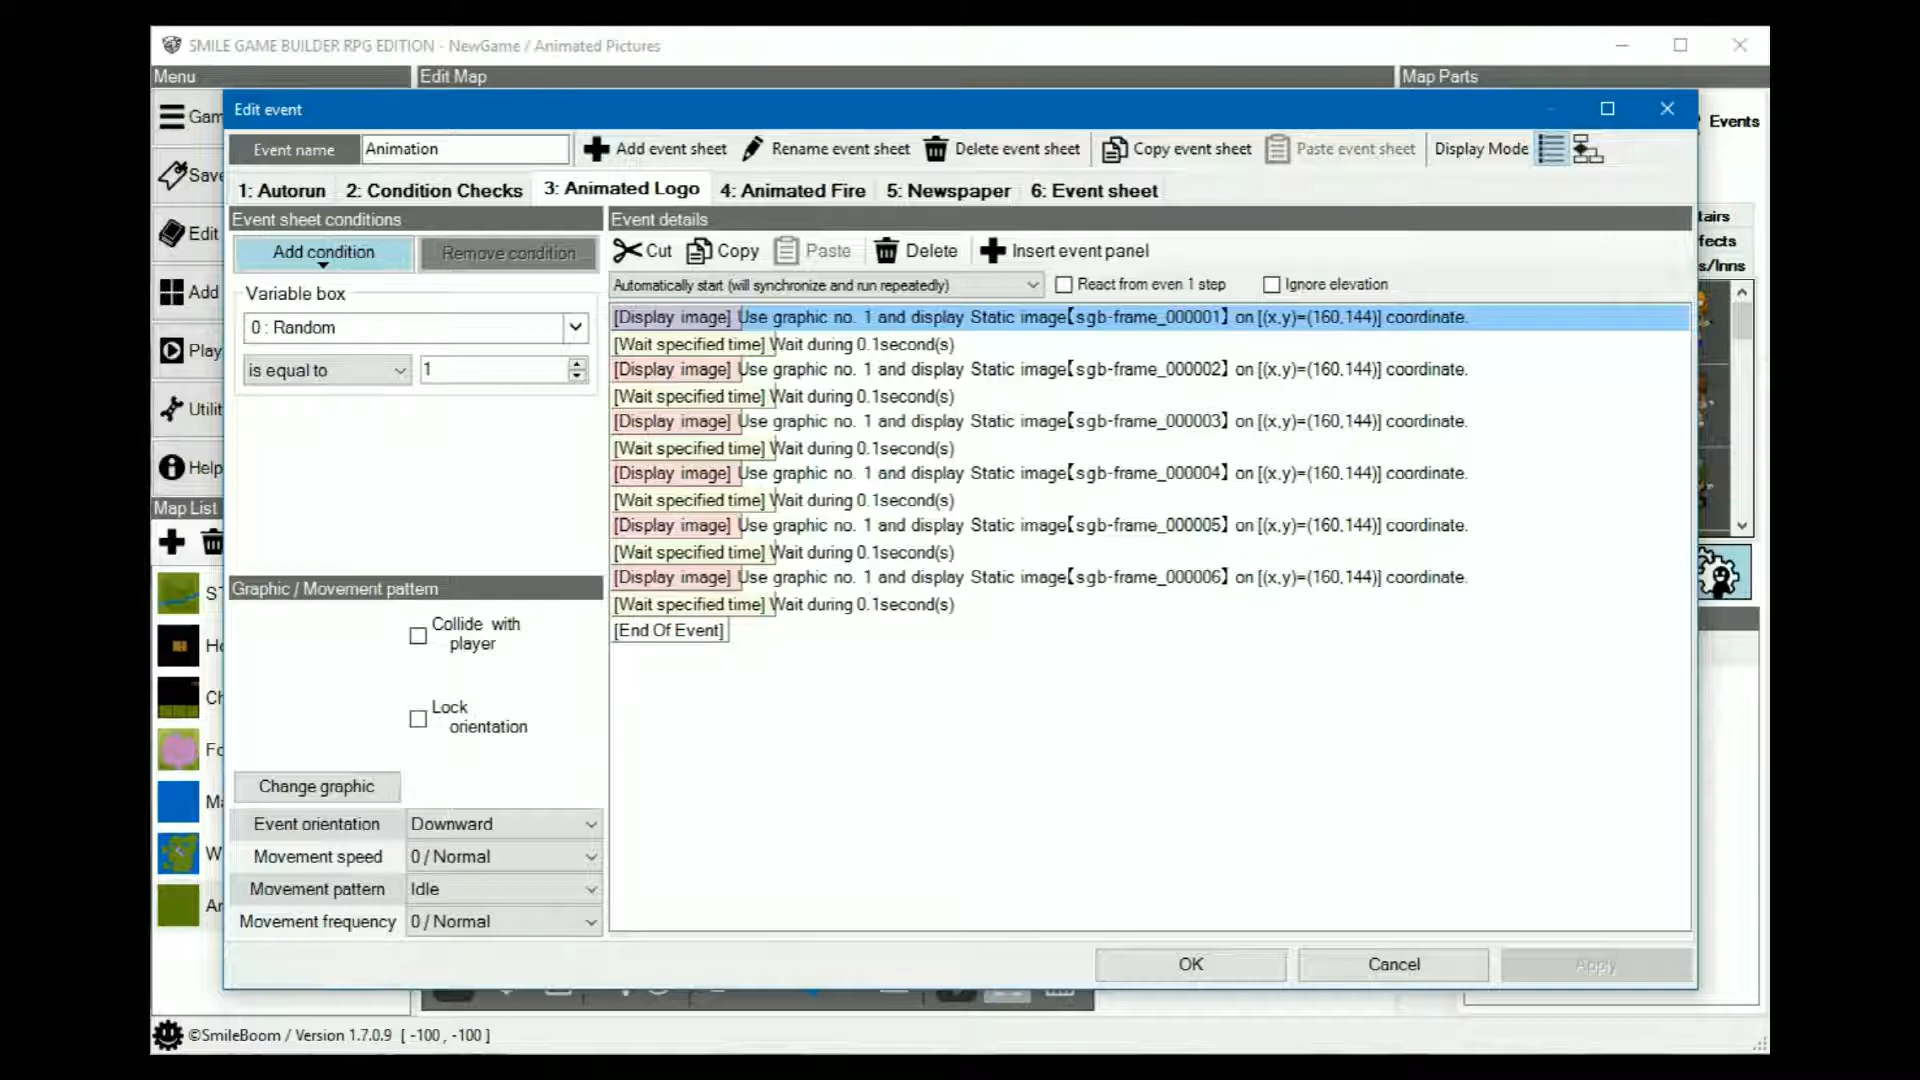 SMILE GAME BUILDER RPG EDITION - NewGame / Animated Pictures
Menu
Edit Map
Map Parts
Edit event
Events
Event name
Animation
Add event sheet
Rename event sheet
Delete event sheet
Copy event sheet
Paste event sheet
Display Mode
1: Autorun
2: Condition Checks
3: Animated Logo
4: Animated Fire
5: Newspaper
6: Event sheet
Event sheet conditions
Add condition
Remove condition
Variable box
0 : Random
is equal to
1
Event details
Cut
Copy
Paste
Delete
Insert event panel
Automatically start (will synchronize and run repeatedly)
React from even 1 step
Ignore elevation
[Display image] Use graphic no. 1 and display Static image【sgb-frame_000001】 on [(x,y)=(160,144)] coordinate.
[Wait specified time] Wait during 0.1second(s)
[Display image] Use graphic no. 1 and display Static image【sgb-frame_000002】 on [(x,y)=(160,144)] coordinate.
[Wait specified time] Wait during 0.1second(s)
[Display image] Use graphic no. 1 and display Static image【sgb-frame_000003】 on [(x,y)=(160,144)] coordinate.
[Wait specified time] Wait during 0.1second(s)
[Display image] Use graphic no. 1 and display Static image【sgb-frame_000004】 on [(x,y)=(160,144)] coordinate.
[Wait specified time] Wait during 0.1second(s)
[Display image] Use graphic no. 1 and display Static image【sgb-frame_000005】 on [(x,y)=(160,144)] coordinate.
[Wait specified time] Wait during 0.1second(s)
[Display image] Use graphic no. 1 and display Static image【sgb-frame_000006】 on [(x,y)=(160,144)] coordinate.
[Wait specified time] Wait during 0.1second(s)
[End Of Event]
Graphic / Movement pattern
Collide with
player
Lock
orientation
Change graphic
Event orientation
Downward
Movement speed
0 / Normal
Movement pattern
Idle
Movement frequency
0 / Normal
OK
Cancel
Apply
Gam
Save
Edit
Add
Play
Utilit
Help
Map List
ST
Ho
Ch
Fo
Ma
W
Ar
tairs
fects
s/Inns
©SmileBoom / Version 1.7.0.9 [ -100 , -100 ]